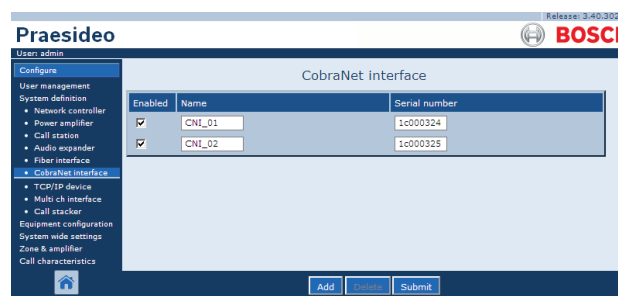 Release: 3.40.302
Praesideo
BOSCH
User: admin
Configure
User management
System definition
• Network controller
• Power amplifier
• Call station
• Audio expander
• Fiber interface
• CobraNet interface
• TCP/IP device
• Multi ch interface
• Call stacker
Equipment configuration
System wide settings
Zone & amplifier
Call characteristics
CobraNet interface
Enabled Name Serial number
CNI_01 1c000324
CNI_02 1c000325
Add Delete Submit